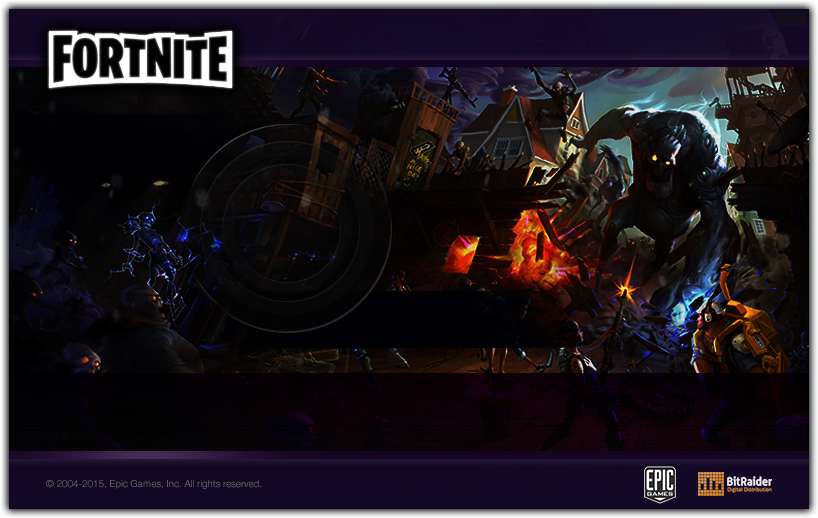 FORTNITE
© 2004-2015, Epic Games, Inc. All rights reserved.
EPIC
GAMES
BitRaider
Digital Distribution